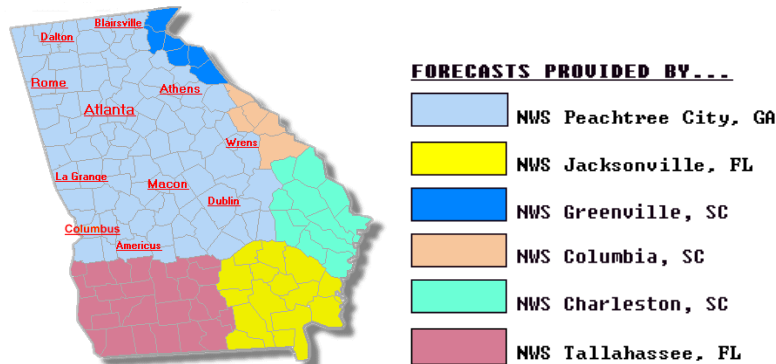 Blairsville
Dalton
Rome
Athens
Atlanta
Wrens
La Grange
Macon
Dublin
Columbus
Americus
FORECASTS PROVIDED BY...
NWS Peachtree City, GA
NWS Jacksonville, FL
NWS Greenville, SC
NWS Columbia, SC
NWS Charleston, SC
NWS Tallahassee, FL